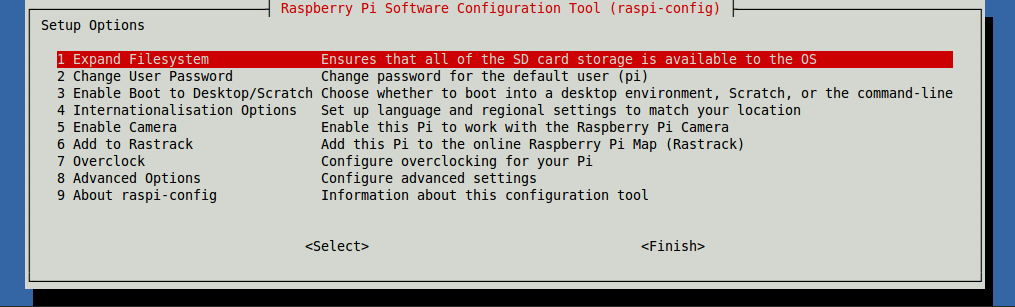 Raspberry Pi Software Configuration Tool (raspi-config)
Setup Options
1 Expand Filesystem Ensures that all of the SD card storage is available to the OS
2 Change User Password Change password for the default user (pi)
3 Enable Boot to Desktop/Scratch Choose whether to boot into a desktop environment, Scratch, or the command-line
4 Internationalisation Options Set up language and regional settings to match your location
5 Enable Camera Enable this Pi to work with the Raspberry Pi Camera
6 Add to Rastrack Add this Pi to the online Raspberry Pi Map (Rastrack)
7 Overclock Configure overclocking for your Pi
8 Advanced Options Configure advanced settings
9 About raspi-config Information about this configuration tool
<Select> <Finish>